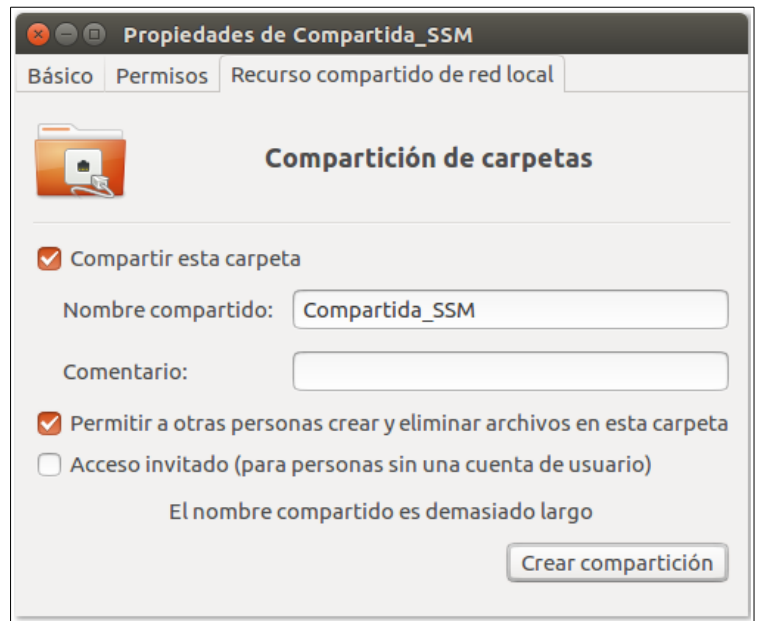 Propiedades de Compartida_SSM
Básico Permisos Recurso compartido de red local
Compartición de carpetas
Compartir esta carpeta
Nombre compartido: Compartida_SSM
Comentario:
Permitir a otras personas crear y eliminar archivos en esta carpeta
Acceso invitado (para personas sin una cuenta de usuario)
El nombre compartido es demasiado largo
Crear compartición